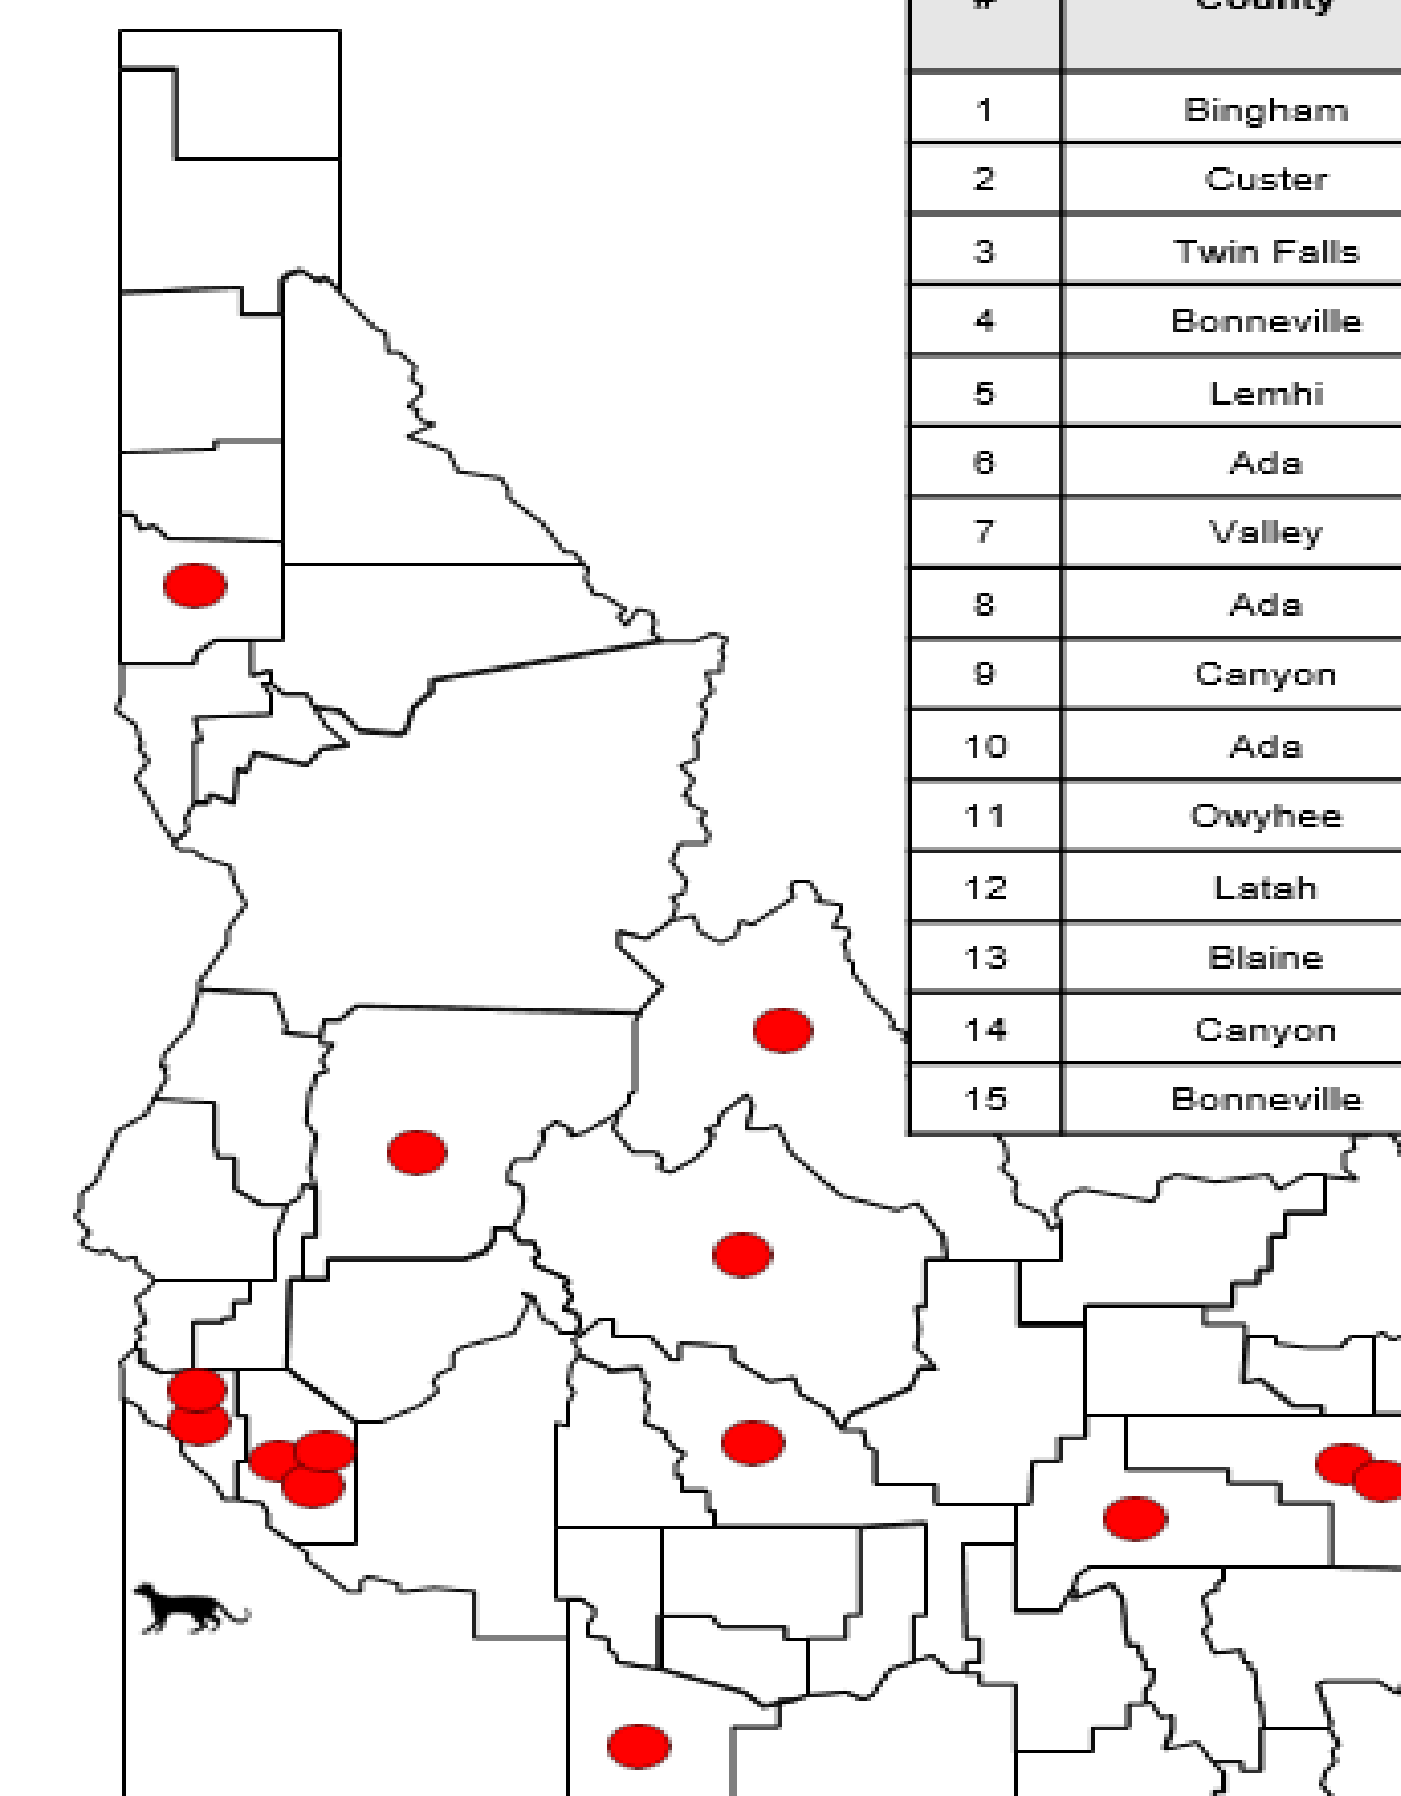 # County
1 Bingham
2 Custer
3 Twin Falls
4 Bonneville
5 Lemhi
6 Ada
7 Valley
8 Ada
9 Canyon
10 Ada
11 Owyhee
12 Latah
13 Blaine
14 Canyon
15 Bonneville